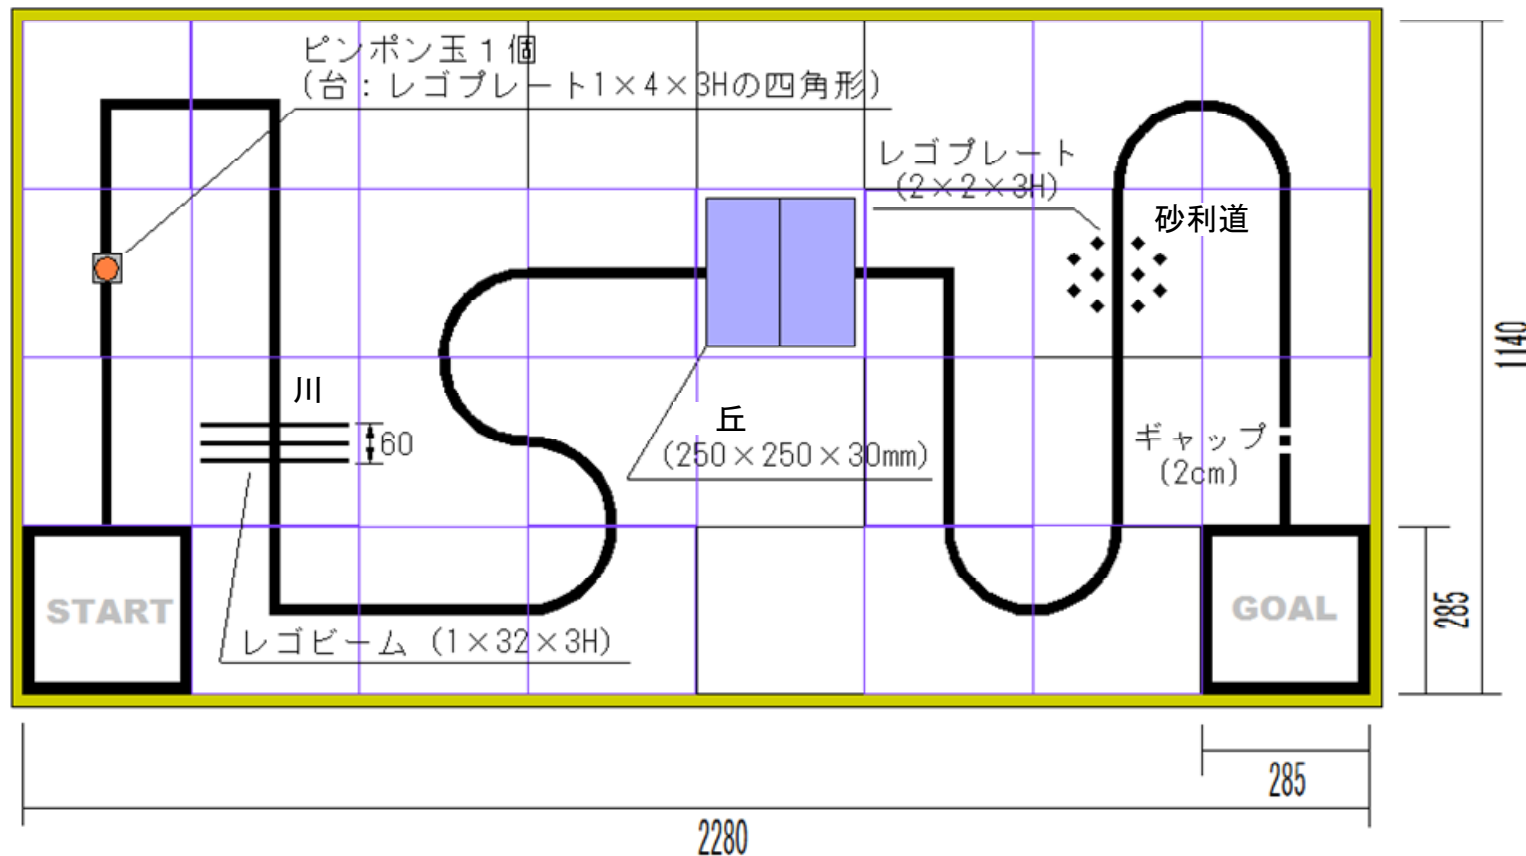 ピンポン玉１個
(台：レゴプレート1×4×3Hの四角形)
レゴプレート
(2×2×3H)
砂利道
川
60
丘
(250×250×30mm)
ギャップ
(2cm)
START
GOAL
レゴビーム (1×32×3H)
1140
285
285
2280